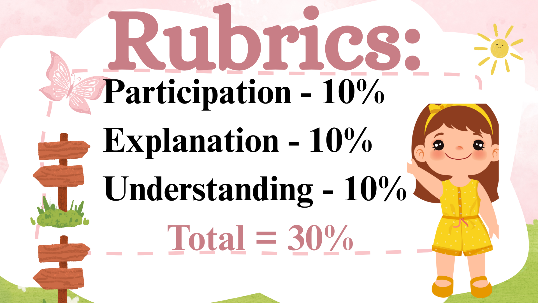 Rubrics:
Participation - 10%
Explanation - 10%
Understanding - 10%
Total = 30%